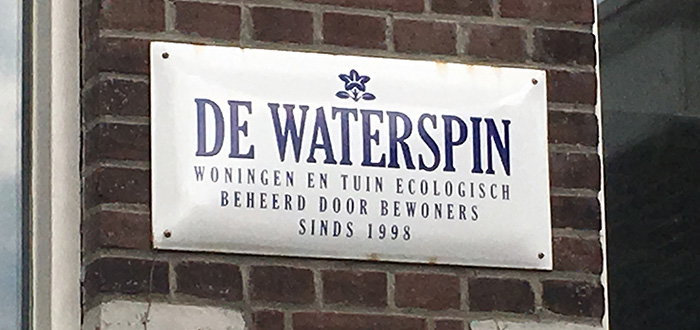 DE WATERSPIN
WONINGEN EN TUIN ECOLOGISCH
BEHEERD DOOR BEWONERS
SINDS 1998